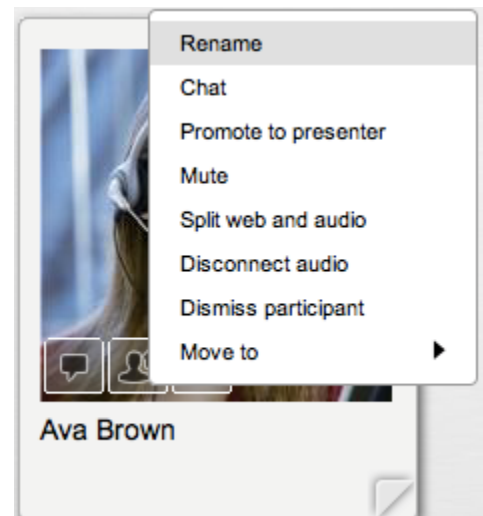 Rename
Chat
Promote to presenter
Mute
Split web and audio
Disconnect audio
Dismiss participant
Move to
Ava Brown